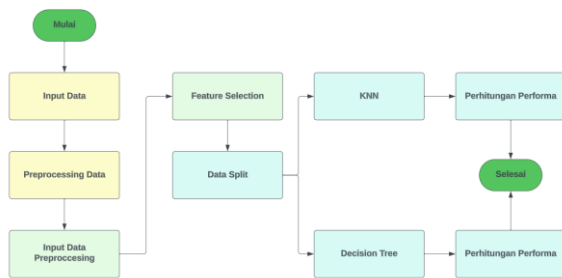 Mulai
Input Data
Preprocessing Data
Input Data
Preproccesing
Feature Selection
Data Split
KNN
Perhitungan Performa
Selesai
Decision Tree
Perhitungan Performa